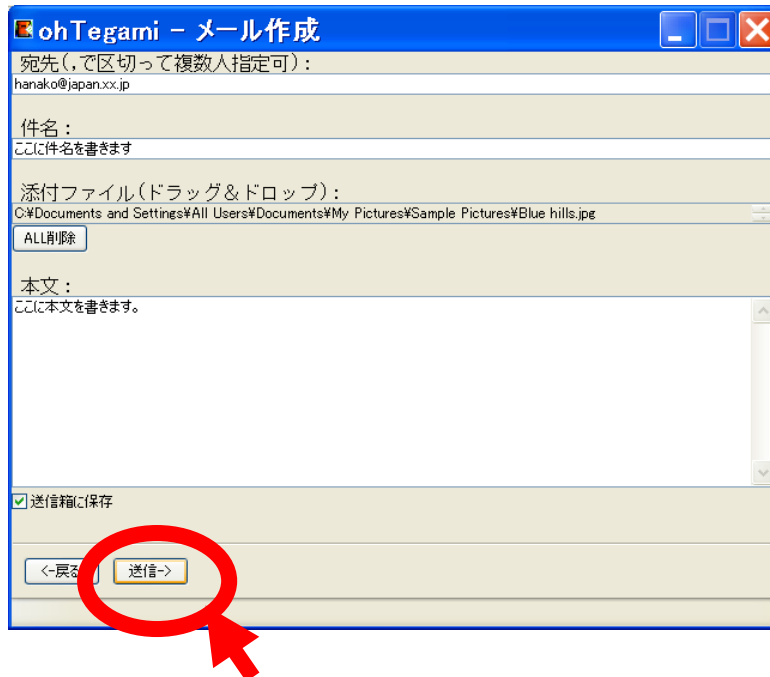 ohTegami - メール作成
宛先(,で区切って複数人指定可):
hanako@japan.xx.jp
件名:
ここに件名を書きます
添付ファイル(ドラッグ&ドロップ):
C:¥Documents and Settings¥All Users¥Documents¥My Pictures¥Sample Pictures¥Blue hills.jpg
ALL削除
本文:
ここに本文を書きます。
送信箱に保存
<-戻る 送信->